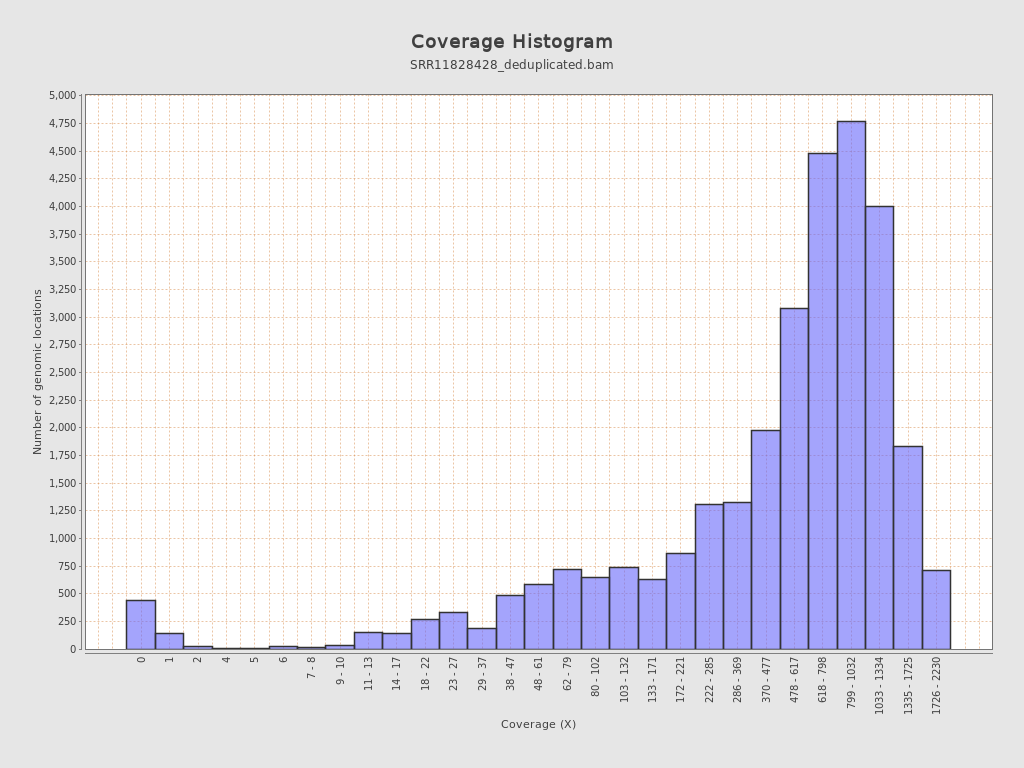 Coverage Histogram
SRR11828428_deduplicated.bam
Number of genomic locations
5,000
4,750
4,500
4,250
4,000
3,750
3,500
3,250
3,000
2,750
2,500
2,250
2,000
1,750
1,500
1,250
1,000
750
500
250
0
0
1
2
4
5
6
7 - 8
9 - 10
11 - 13
14 - 17
18 - 22
23 - 27
29 - 37
38 - 47
48 - 61
62 - 79
80 - 102
103 - 132
133 - 171
172 - 221
222 - 285
286 - 369
370 - 477
478 - 617
618 - 798
799 - 1032
1033 - 1334
1335 - 1725
1726 - 2230
Coverage (X)